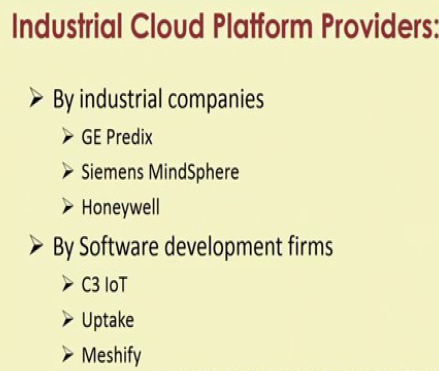 Industrial Cloud Platform Providers:
➢ By industrial companies
➢ GE Predix
➢ Siemens MindSphere
➢ Honeywell
➢ By Software development firms
➢ C3 IoT
➢ Uptake
➢ Meshify